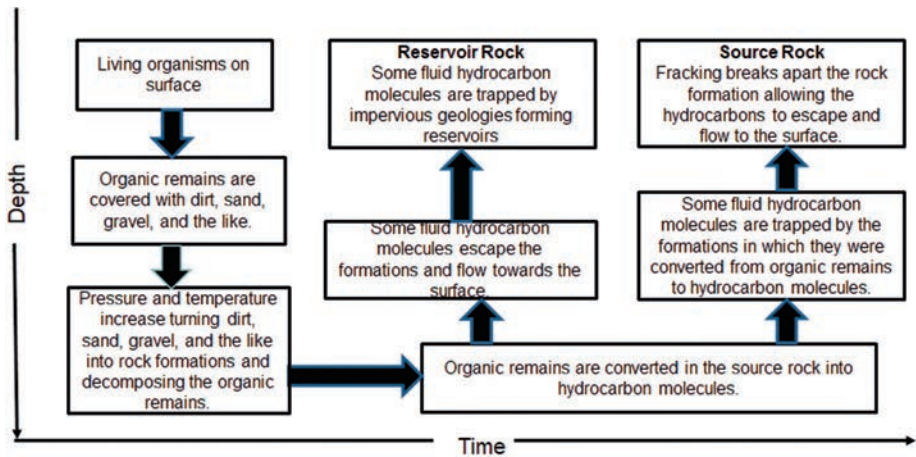 Depth
Living organisms on
surface
Organic remains are
covered with dirt, sand,
gravel, and the like.
Pressure and temperature
increase turning dirt,
sand, gravel, and the like
into rock formations and
decomposing the organic
remains.
Reservoir Rock
Some fluid hydrocarbon
molecules are trapped by
impervious geologies forming
reservoirs
Some fluid hydrocarbon
molecules escape the
formations and flow towards the
surface
Source Rock
Fracking breaks apart the rock
formation allowing the
hydrocarbons to escape and
flow to the surface.
Some fluid hydrocarbon
molecules are trapped by the
formations in which they were
converted from organic remains
to hydrocarbon molecules.
Organic remains are converted in the source rock into
hydrocarbon molecules.
Time